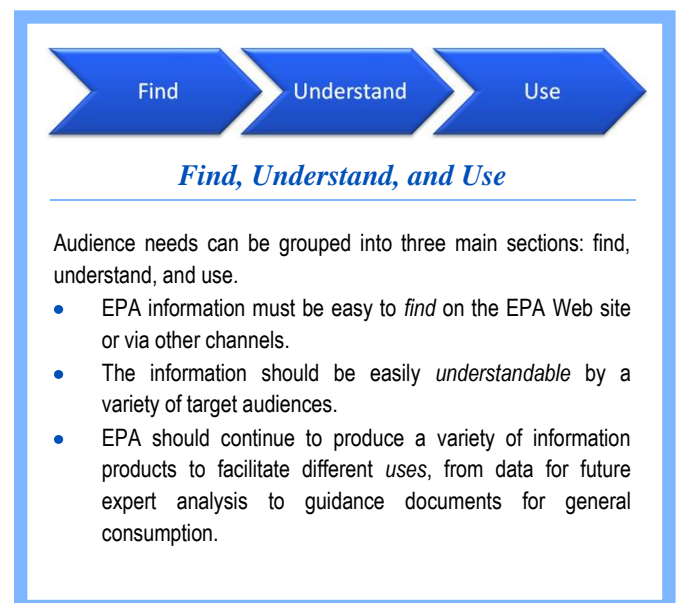 Find Understand Use
Find, Understand, and Use
Audience needs can be grouped into three main sections: find,
understand, and use.
• EPA information must be easy to find on the EPA Web site
or via other channels.
• The information should be easily understandable by a
variety of target audiences.
• EPA should continue to produce a variety of information
products to facilitate different uses, from data for future
expert analysis to guidance documents for general
consumption.